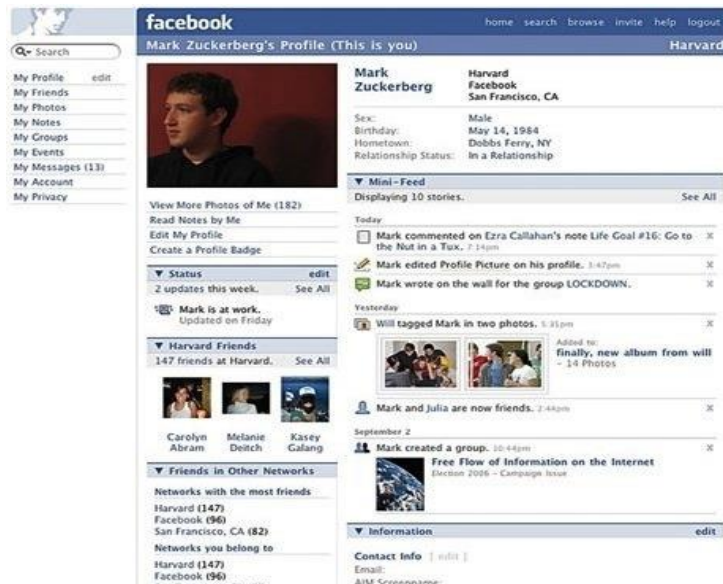 facebook
home search browse invite help logout
Mark Zuckerberg's Profile (This is you) Harvard
Search
My Profile edit
My Friends
My Photos
My Notes
My Groups
My Events
My Messages (13)
My Account
My Privacy
View More Photos of Me (182)
Read Notes by Me
Edit My Profile
Create a Profile Badge
Status edit
2 updates this week. See All
Mark is at work.
Updated on Friday
Harvard Friends
147 friends at Harvard. See All
Carolyn Abram
Melanie Deitch
Kasey Galang
Friends in Other Networks
Networks with the most friends
Harvard (147)
Facebook (96)
San Francisco, CA (82)
Networks you belong to
Harvard (147)
Facebook (96)
Mark Zuckerberg
Harvard
Facebook
San Francisco, CA
Sex: Male
Birthday: May 14, 1984
Hometown: Dobbs Ferry, NY
Relationship Status: In a Relationship
Mini-Feed
Displaying 10 stories. See All
Today
Mark commented on Ezra Callahan's note Life Goal #16: Go to
the Nut in a Tux. 7:14pm
Mark edited Profile Picture on his profile. 3:47pm
Mark wrote on the wall for the group LOCKDOWN.
Yesterday
Will tagged Mark in two photos. 5:35pm
Added to:
finally, new album from will
- 14 Photos
Mark and Julia are now friends. 2:44pm
September 2
Mark created a group. 10:44pm
Free Flow of Information on the Internet
Election 2006 - Campaign Issue
Information edit
Contact Info [ edit ]
Email:
AIM Screenname: